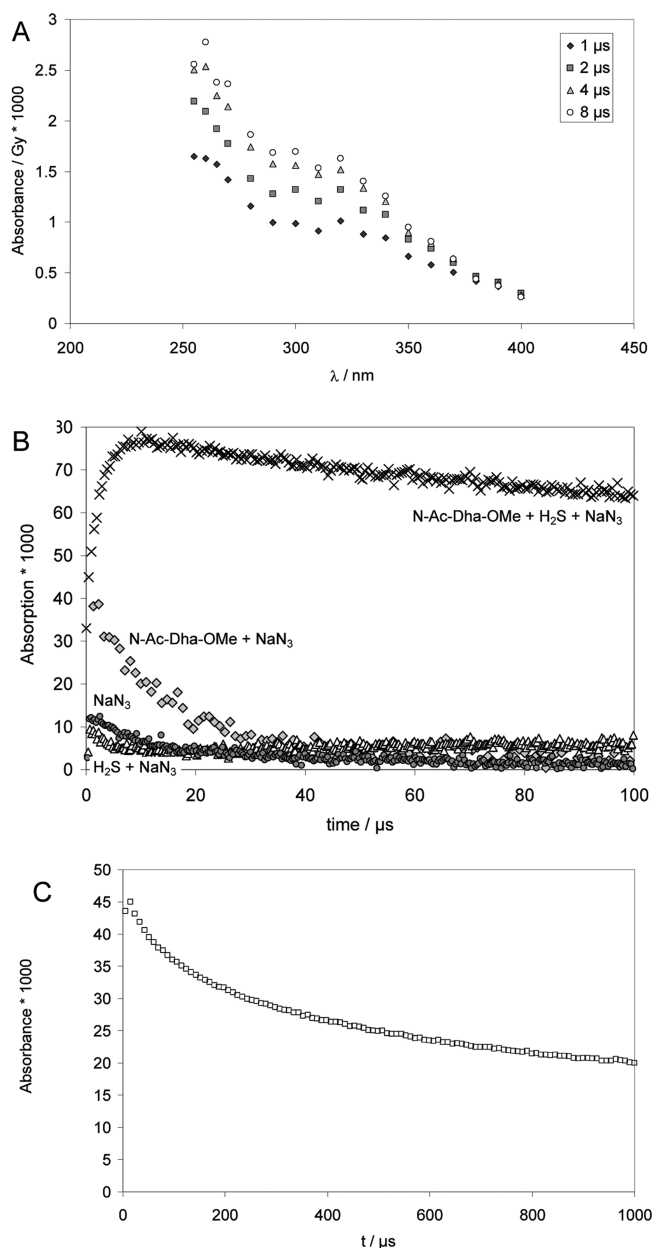 A
3
2.5
2
1.5
1
0.5
0
Absorbance / Gy * 1000
1 µs
2 µs
4 µs
8 µs
200 250 300 350 400 450
λ / nm
B
80
70
60
50
40
30
20
10
0
Absorption * 1000
N-Ac-Dha-OMe + H₂S + NaN₃
N-Ac-Dha-OMe + NaN₃
NaN₃
H₂S + NaN₃
0 20 40 60 80 100
time / µs
C
50
45
40
35
30
25
20
15
10
5
0
Absorbance * 1000
0 200 400 600 800 1000
t / µs